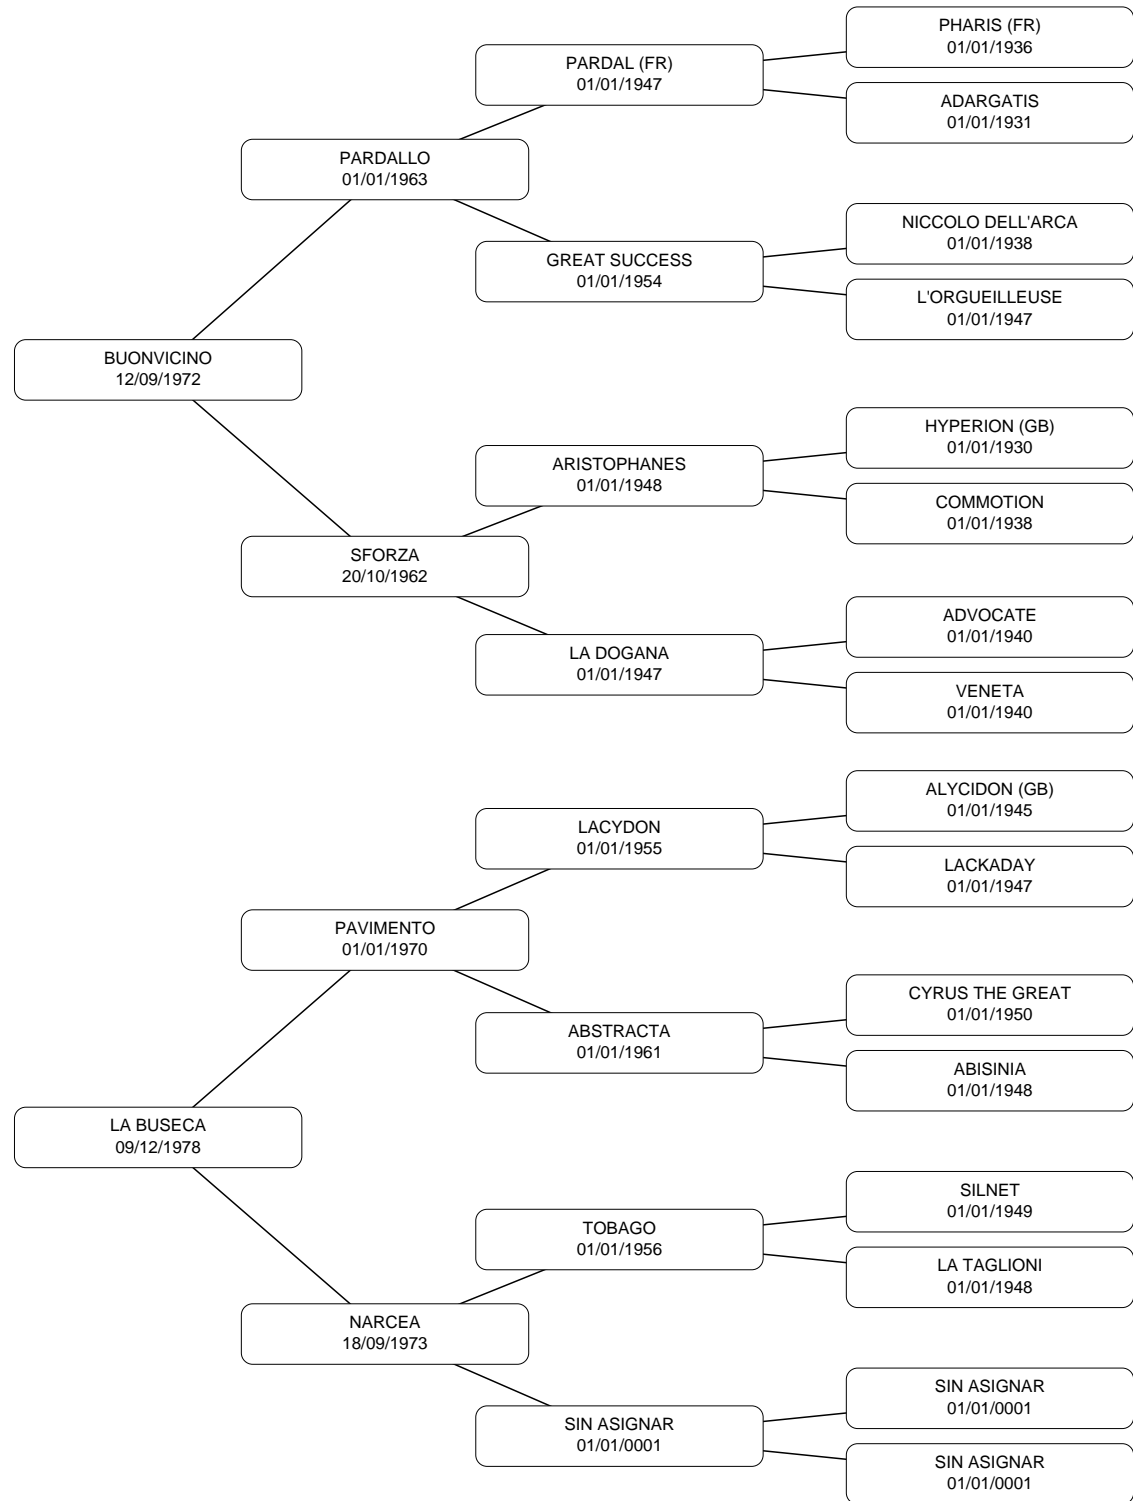 PHARIS (FR)
01/01/1936
PARDAL (FR)
01/01/1947
ADARGATIS
01/01/1931
PARDALLO
01/01/1963
NICCOLO DELL'ARCA
01/01/1938
GREAT SUCCESS
01/01/1954
L'ORGUEILLEUSE
01/01/1947
BUONVICINO
12/09/1972
HYPERION (GB)
01/01/1930
ARISTOPHANES
01/01/1948
COMMOTION
01/01/1938
SFORZA
20/10/1962
ADVOCATE
01/01/1940
LA DOGANA
01/01/1947
VENETA
01/01/1940
ALYCIDON (GB)
01/01/1945
LACYDON
01/01/1955
LACKADAY
01/01/1947
PAVIMENTO
01/01/1970
CYRUS THE GREAT
01/01/1950
ABSTRACTA
01/01/1961
ABISINIA
01/01/1948
LA BUSECA
09/12/1978
SILNET
01/01/1949
TOBAGO
01/01/1956
LA TAGLIONI
01/01/1948
NARCEA
18/09/1973
SIN ASIGNAR
01/01/0001
SIN ASIGNAR
01/01/0001
SIN ASIGNAR
01/01/0001